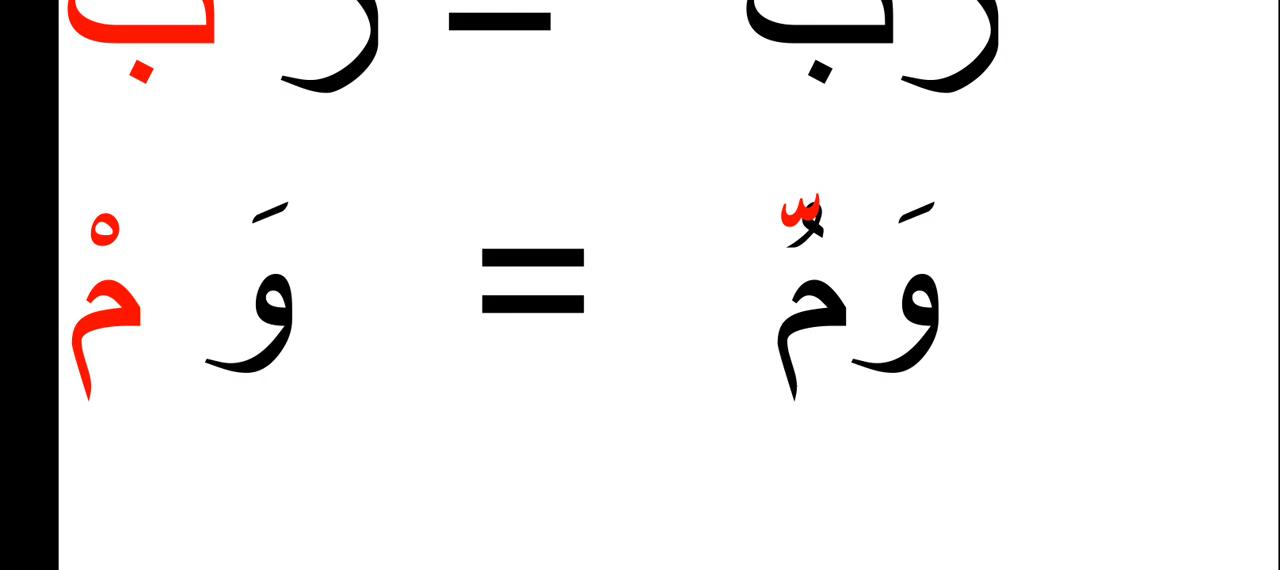 رب = ر ب
وَمٌّ = وَ مْ